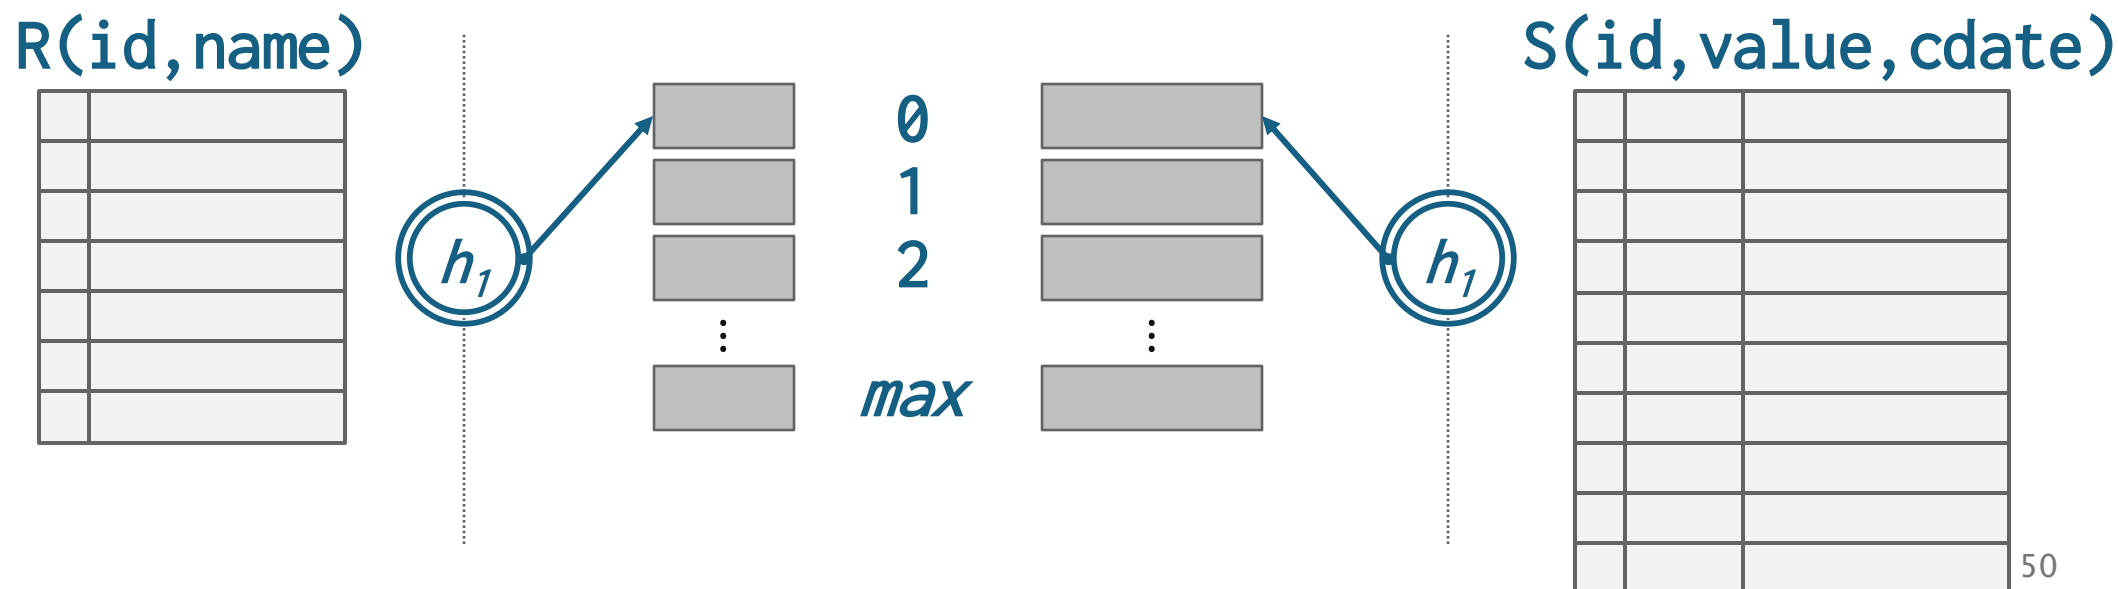 R(id,name)
S(id,value,cdate)
0
1
2
h1
h1
⋮
⋮
max
50